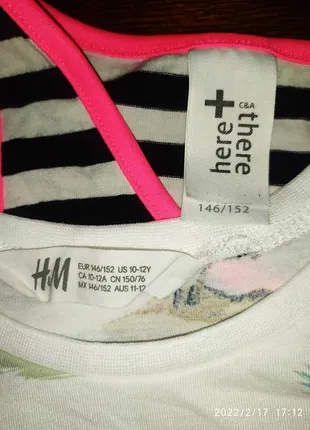 here + there
C&A
146/152
H&M
EUR 146/152 US 10-12Y
CA 10-12A CN 150/76
MX 146/152 AUS 11-12
2022/2/17 17:12